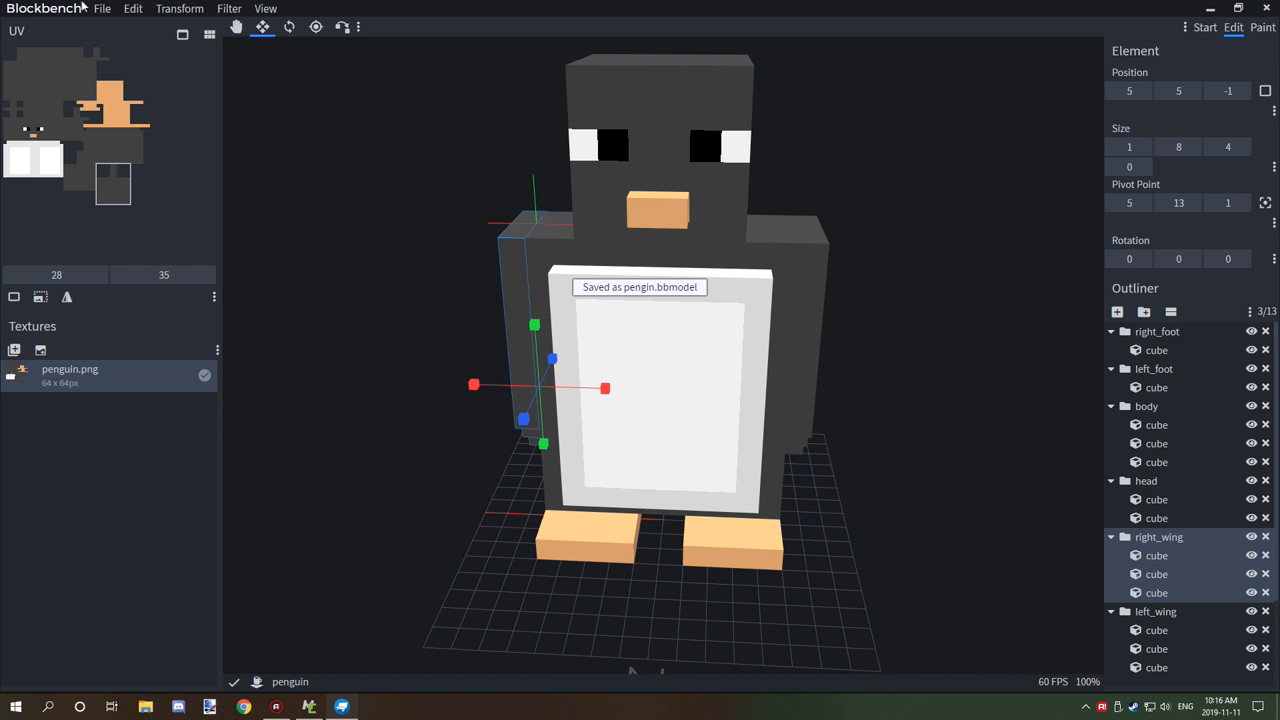 Blockbench
File Edit Transform Filter View
UV
Start Edit Paint
28 35
Textures
penguin.png
64 x 64px
Saved as pengin.bbmodel
Element
Position
5 5 -1
Size
1 8 4
0
Pivot Point
5 13 1
Rotation
0 0 0
Outliner
3/13
right_foot
cube
left_foot
cube
body
cube
cube
cube
head
cube
cube
right_wing
cube
cube
cube
left_wing
cube
cube
cube
penguin
60 FPS 100%
ENG
10:16 AM
2019-11-11